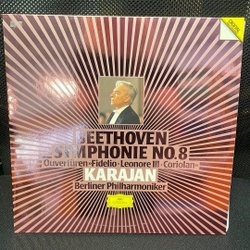 BEETHOVEN
SYMPHONIE NO.8
Ouvertüren »Fidelio · Leonore III · Coriolan«
KARAJAN
Berliner Philharmoniker